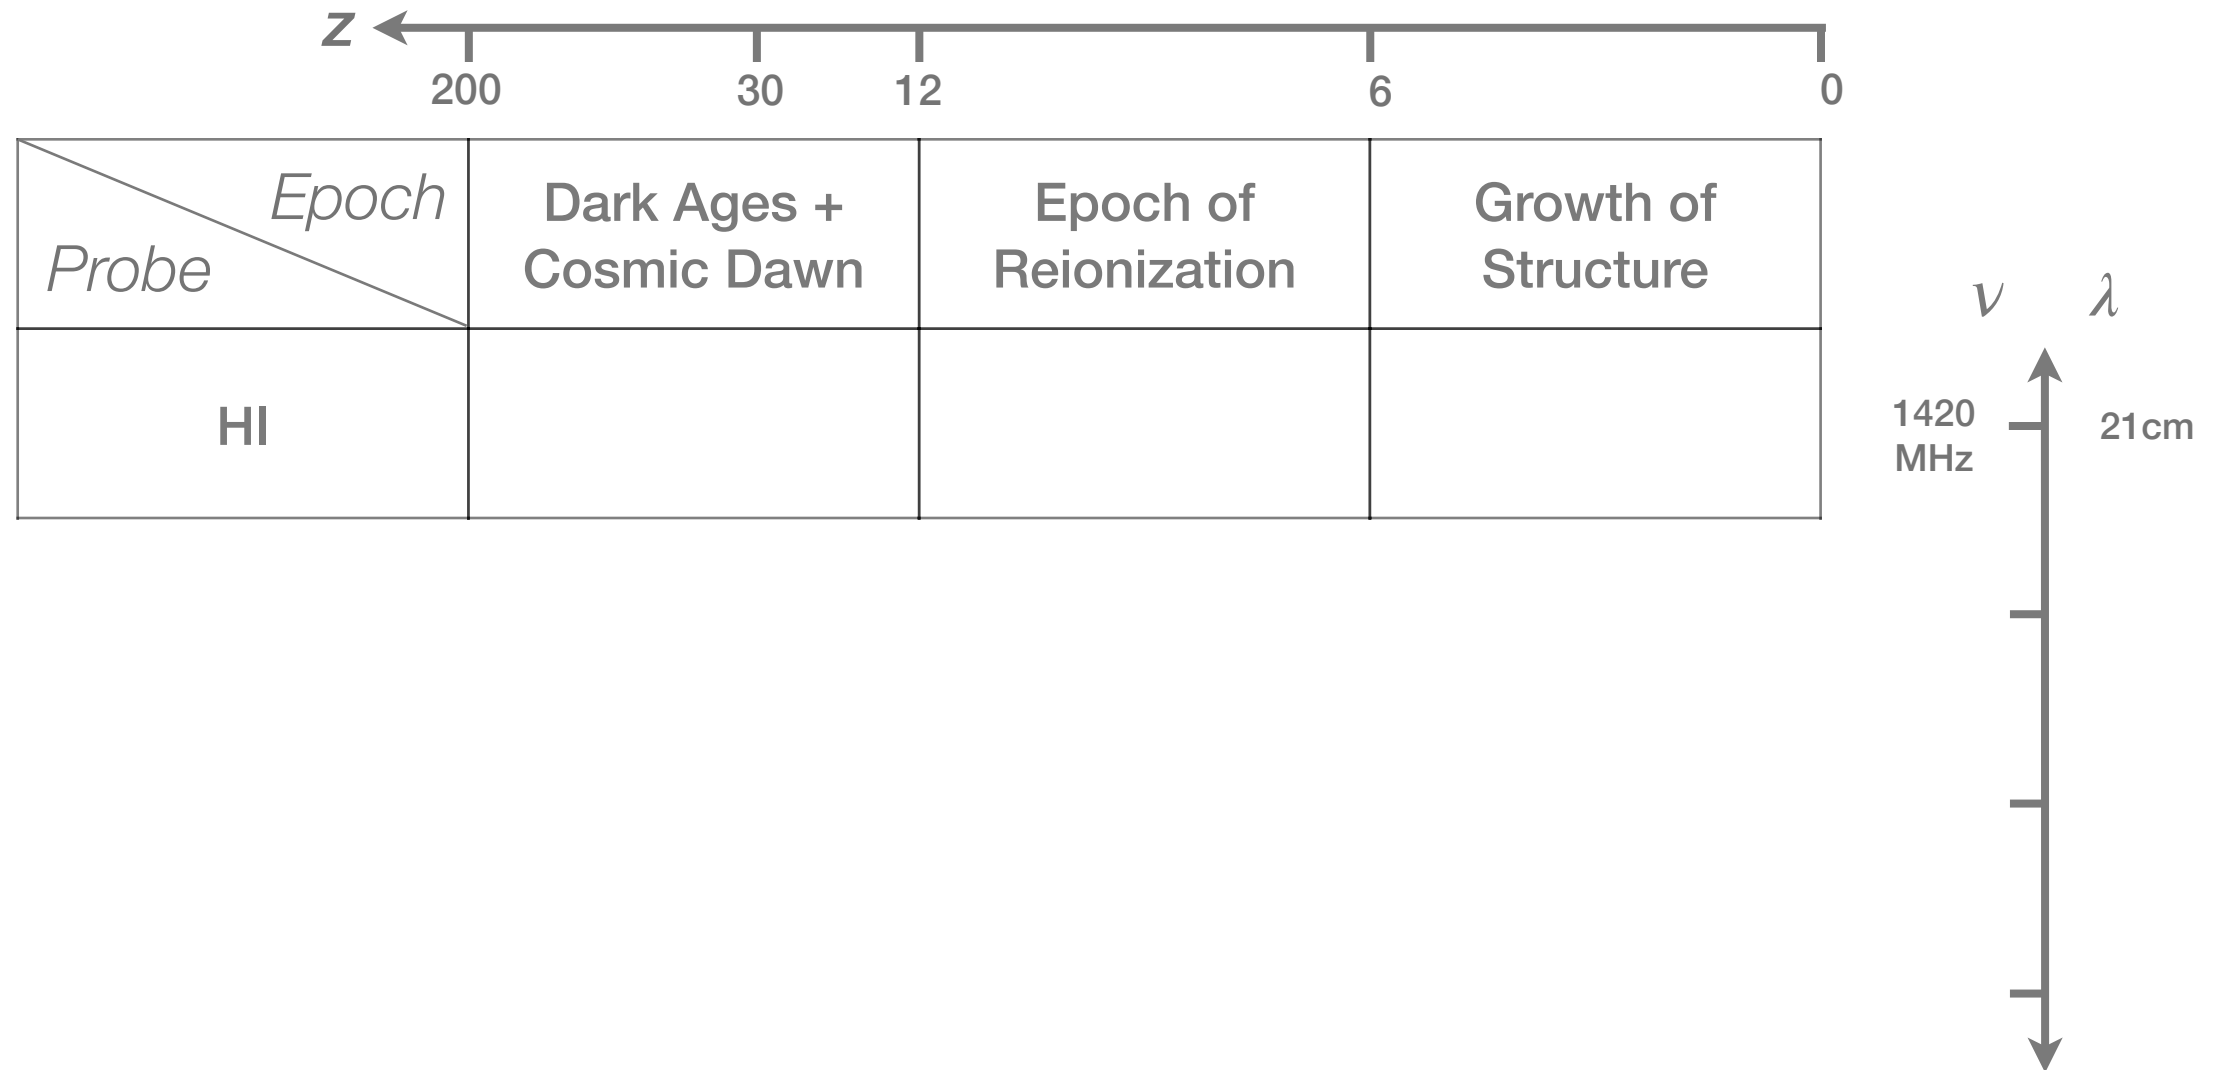 z
200 30 12 6 0
Epoch
Probe
Dark Ages +
Cosmic Dawn
Epoch of
Reionization
Growth of
Structure
ν λ
HI
1420
MHz
21cm